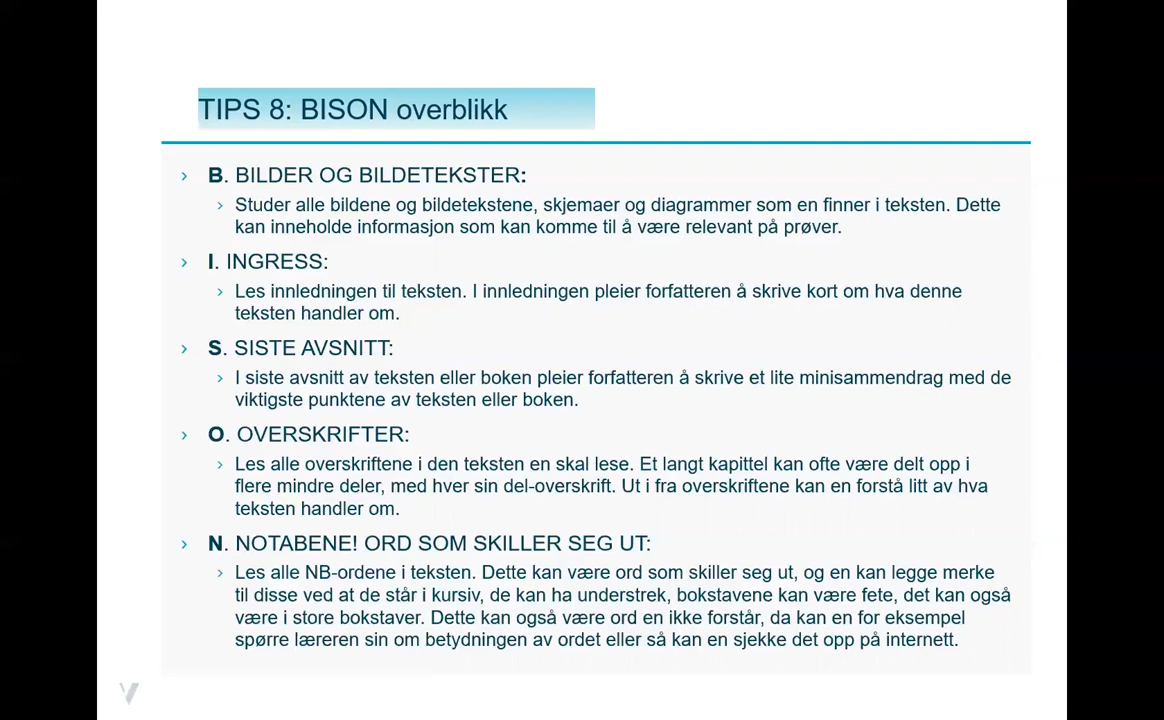 TIPS 8: BISON overblikk
› B. BILDER OG BILDETEKSTER:
› Studer alle bildene og bildetekstene, skjemaer og diagrammer som en finner i teksten. Dette
kan inneholde informasjon som kan komme til å være relevant på prøver.
› I. INGRESS:
› Les innledningen til teksten. I innledningen pleier forfatteren å skrive kort om hva denne
teksten handler om.
› S. SISTE AVSNITT:
› I siste avsnitt av teksten eller boken pleier forfatteren å skrive et lite minisammendrag med de
viktigste punktene av teksten eller boken.
› O. OVERSKRIFTER:
› Les alle overskriftene i den teksten en skal lese. Et langt kapittel kan ofte være delt opp i
flere mindre deler, med hver sin del-overskrift. Ut i fra overskriftene kan en forstå litt av hva
teksten handler om.
› N. NOTABENE! ORD SOM SKILLER SEG UT:
› Les alle NB-ordene i teksten. Dette kan være ord som skiller seg ut, og en kan legge merke
til disse ved at de står i kursiv, de kan ha understrek, bokstavene kan være fete, det kan også
være i store bokstaver. Dette kan også være ord en ikke forstår, da kan en for eksempel
spørre læreren sin om betydningen av ordet eller så kan en sjekke det opp på internett.